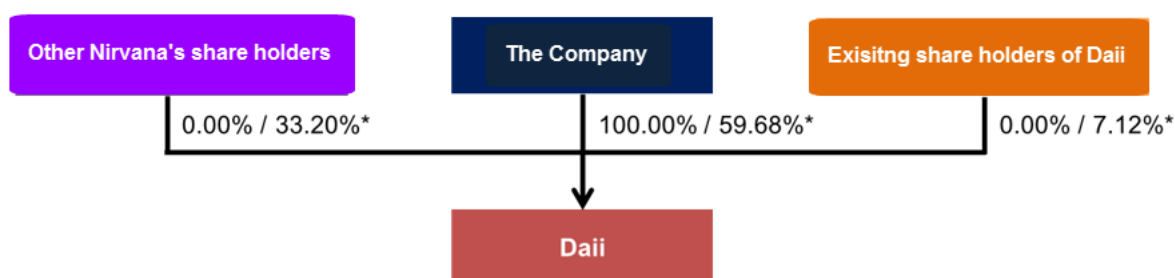 Other Nirvana's share holders
The Company
Exisitng share holders of Daii
0.00% / 33.20%*
100.00% / 59.68%*
0.00% / 7.12%*
Daii